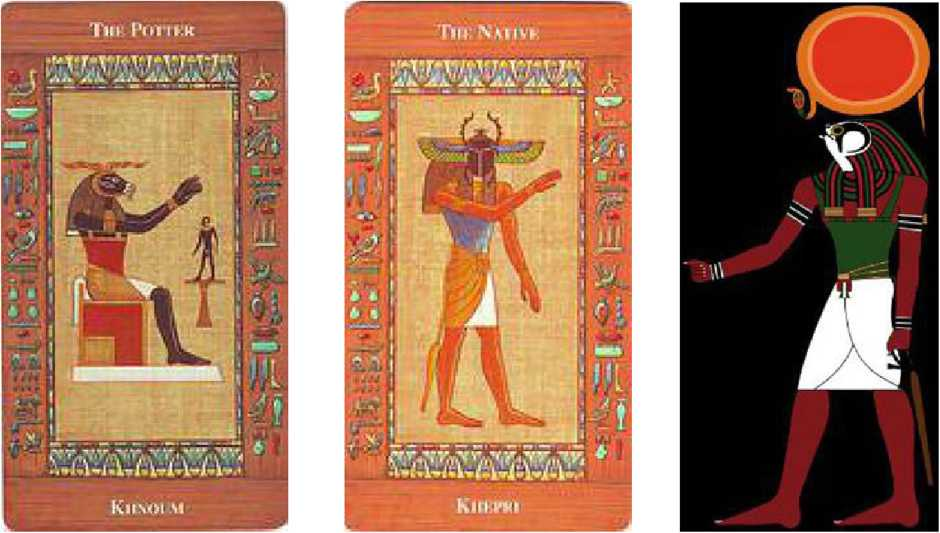 THE POTTER
KHNOUM
THE NATIVE
KHEPRI